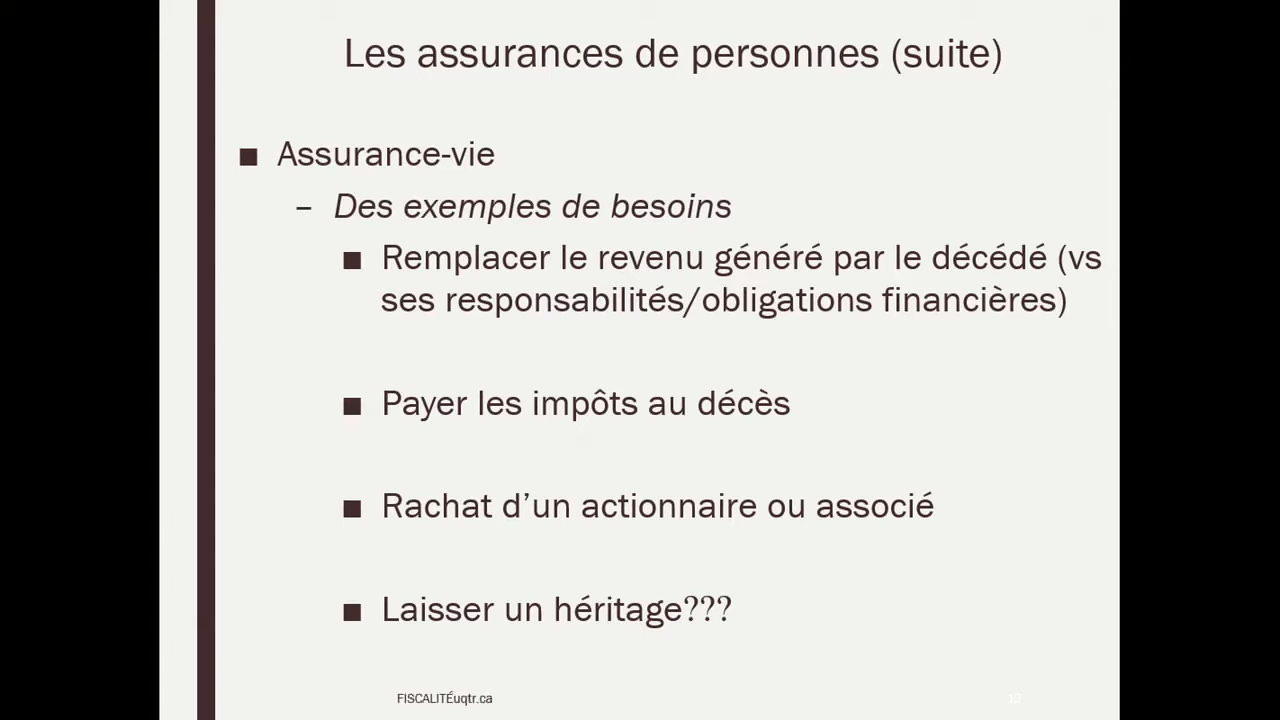 Les assurances de personnes (suite)
■ Assurance-vie
– Des exemples de besoins
■ Remplacer le revenu généré par le décédé (vs
ses responsabilités/obligations financières)
■ Payer les impôts au décès
■ Rachat d’un actionnaire ou associé
■ Laisser un héritage???
FISCALITÉuqtr.ca